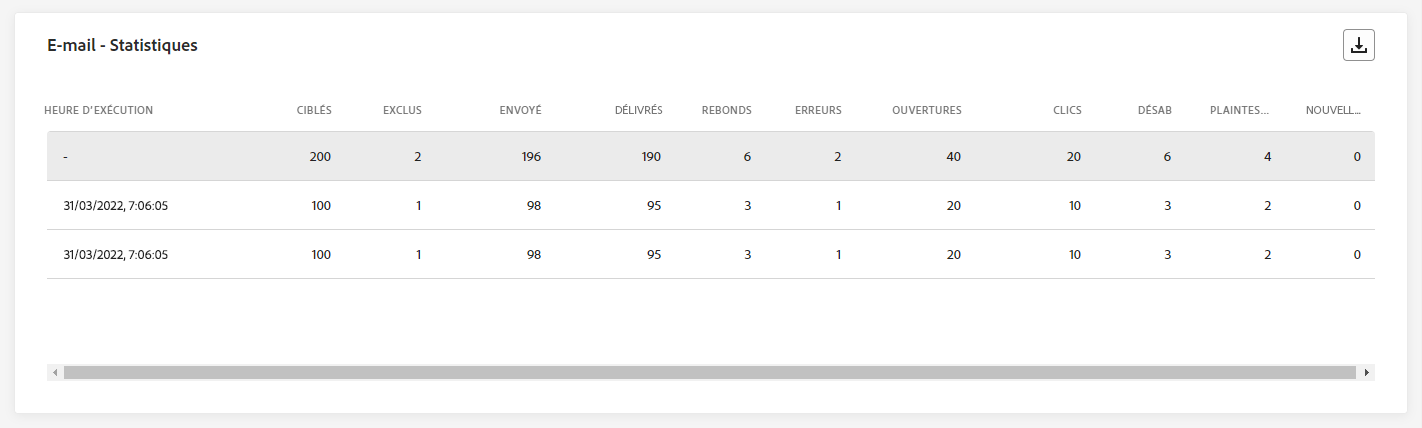 E-mail - Statistiques
HEURE D'EXÉCUTION CIBLÉS EXCLUS ENVOYÉ DÉLIVRÉS REBONDS ERREURS OUVERTURES CLICS DÉSAB PLAINTES... NOUVELL...
- 200 2 196 190 6 2 40 20 6 4 0
31/03/2022, 7:06:05 100 1 98 95 3 1 20 10 3 2 0
31/03/2022, 7:06:05 100 1 98 95 3 1 20 10 3 2 0